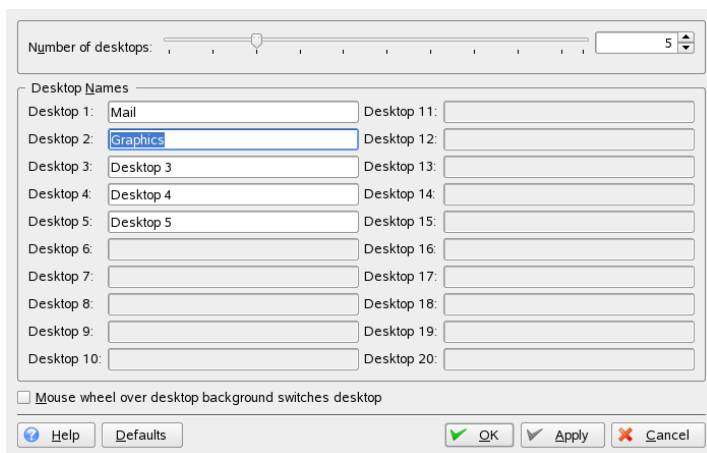 Number of desktops: 5
Desktop Names
Desktop 1: Mail Desktop 11:
Desktop 2: Graphics Desktop 12:
Desktop 3: Desktop 3 Desktop 13:
Desktop 4: Desktop 4 Desktop 14:
Desktop 5: Desktop 5 Desktop 15:
Desktop 6: Desktop 16:
Desktop 7: Desktop 17:
Desktop 8: Desktop 18:
Desktop 9: Desktop 19:
Desktop 10: Desktop 20:
Mouse wheel over desktop background switches desktop
Help Defaults OK Apply Cancel